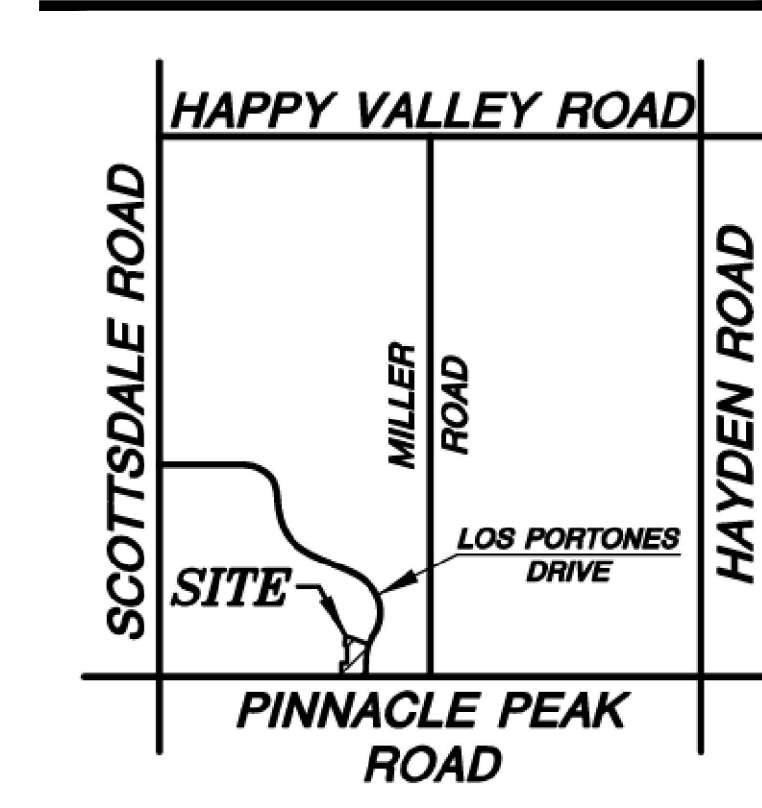 HAPPY VALLEY ROAD
SCOTTSDALE ROAD
HAYDEN ROAD
MILLER
ROAD
LOS PORTONES
DRIVE
SITE
PINNACLE PEAK
ROAD